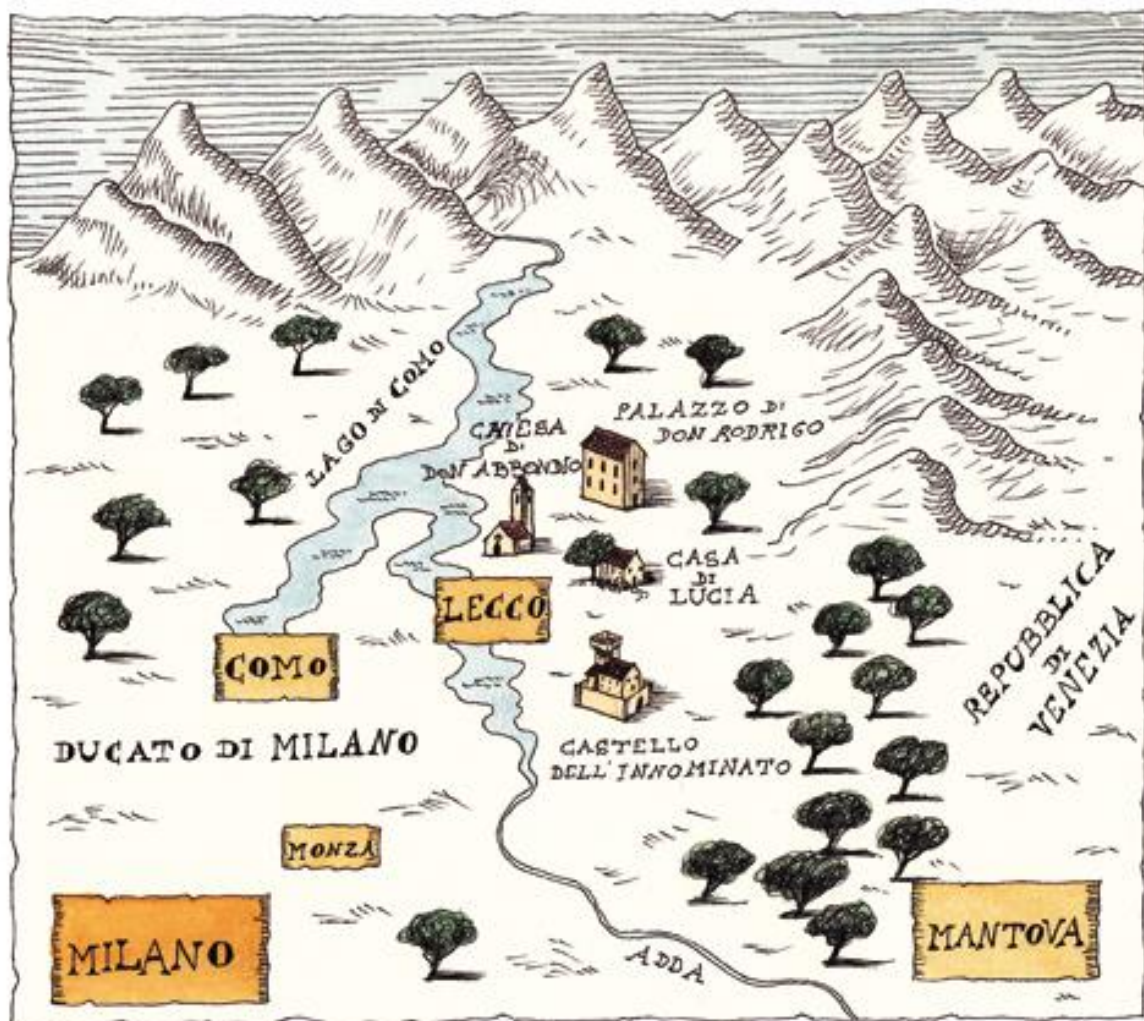 LAGO DI COMO
CHIESA
DI
DON ABBONDIO
PALAZZO DI
DON RODRIGO
CASA
DI
LUCIA
LECCO
COMO
REPUBBLICA
DI
VENEZIA
DUCATO DI MILANO
CASTELLO
DELL'INNOMINATO
MONZA
MILANO
ADDA
MANTOVA